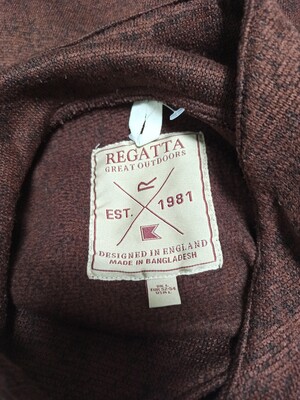 REGATTA
GREAT OUTDOORS
R
EST. 1981
DESIGNED IN ENGLAND
MADE IN BANGLADESH